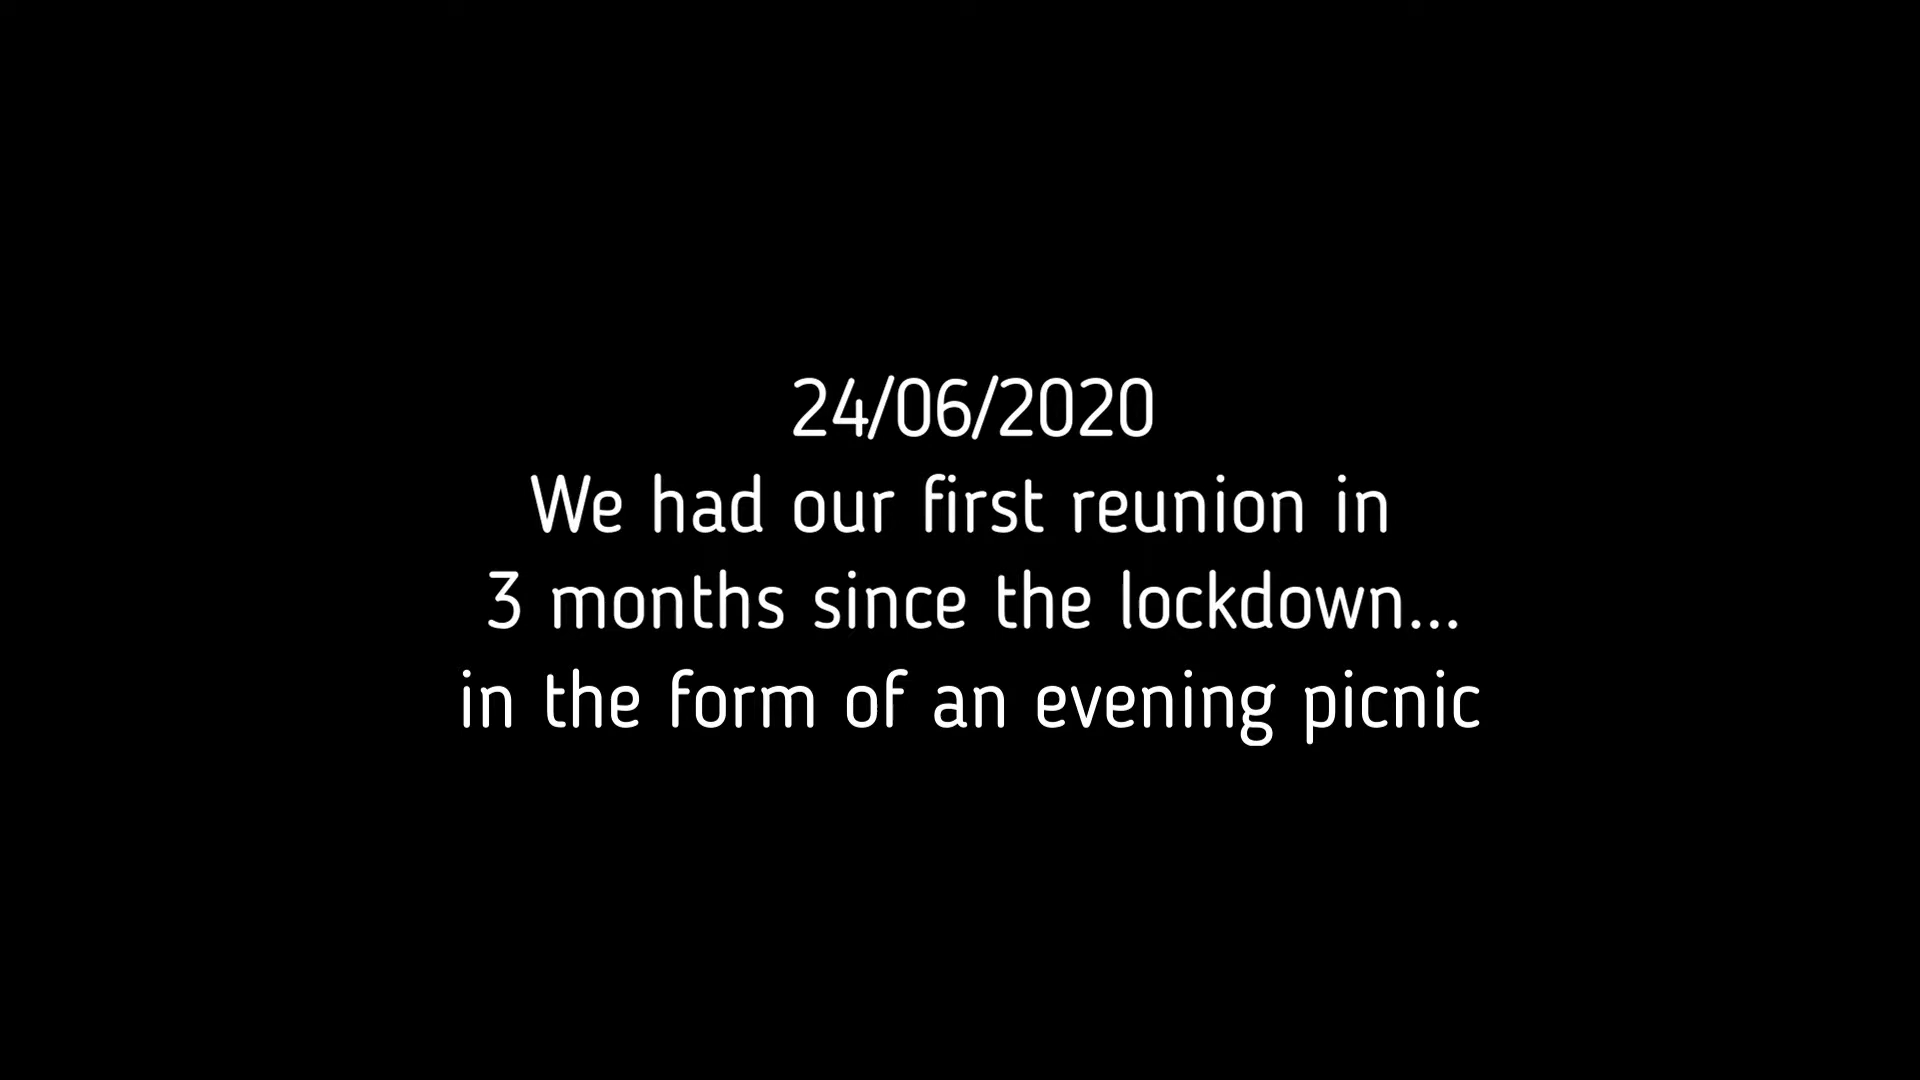 24/06/2020
We had our first reunion in
3 months since the lockdown...
in the form of an evening picnic